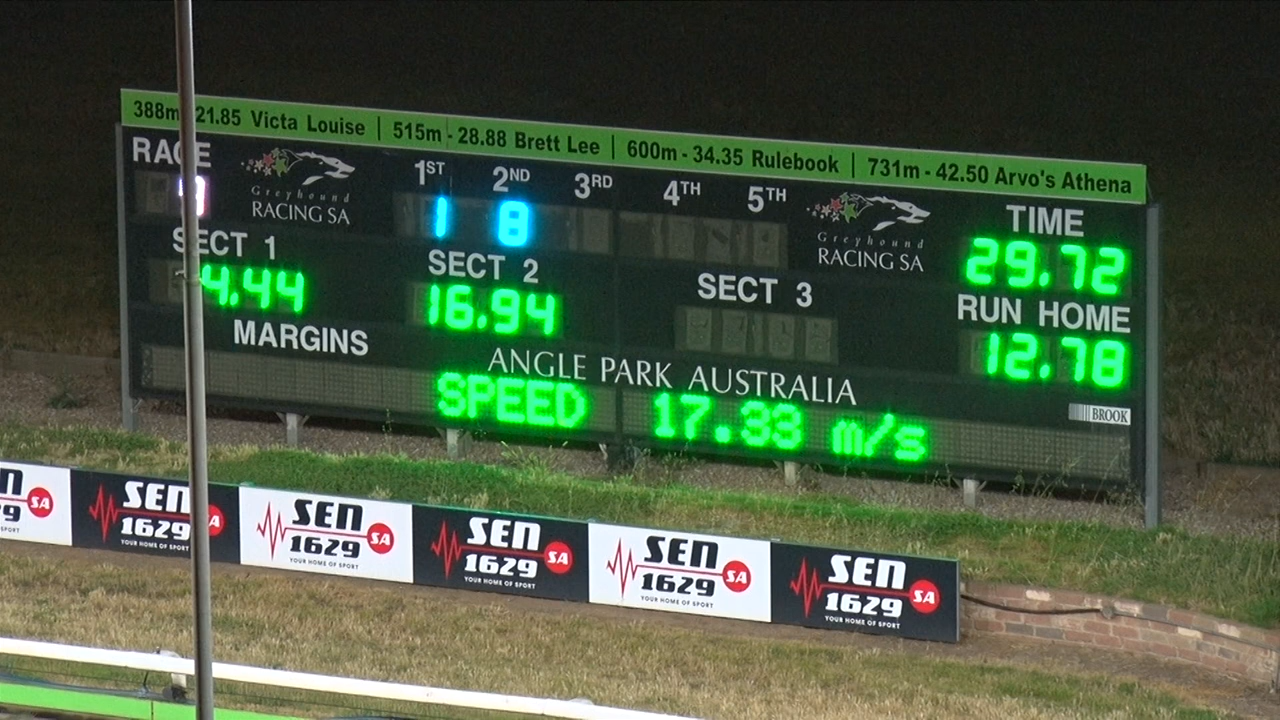 388m - 21.85 Victa Louise | 515m - 28.88 Brett Lee | 600m - 34.35 Rulebook | 731m - 42.50 Arvo's Athena
RACE
Greyhound
RACING SA
1ST 2ND 3RD 4TH 5TH
1 8
Greyhound
RACING SA
TIME
29.72
SECT 1
4.44
SECT 2
16.94
SECT 3
RUN HOME
12.78
MARGINS
ANGLE PARK AUSTRALIA
SPEED 17.33 m/s
BROOK
SEN
1629
SA
SEN
1629 SA
YOUR HOME OF SPORT
SEN
1629 SA
YOUR HOME OF SPORT
SEN
1629 SA
YOUR HOME OF SPORT
SEN
1629 SA
YOUR HOME OF SPORT
SEN
1629 SA
YOUR HOME OF SPORT